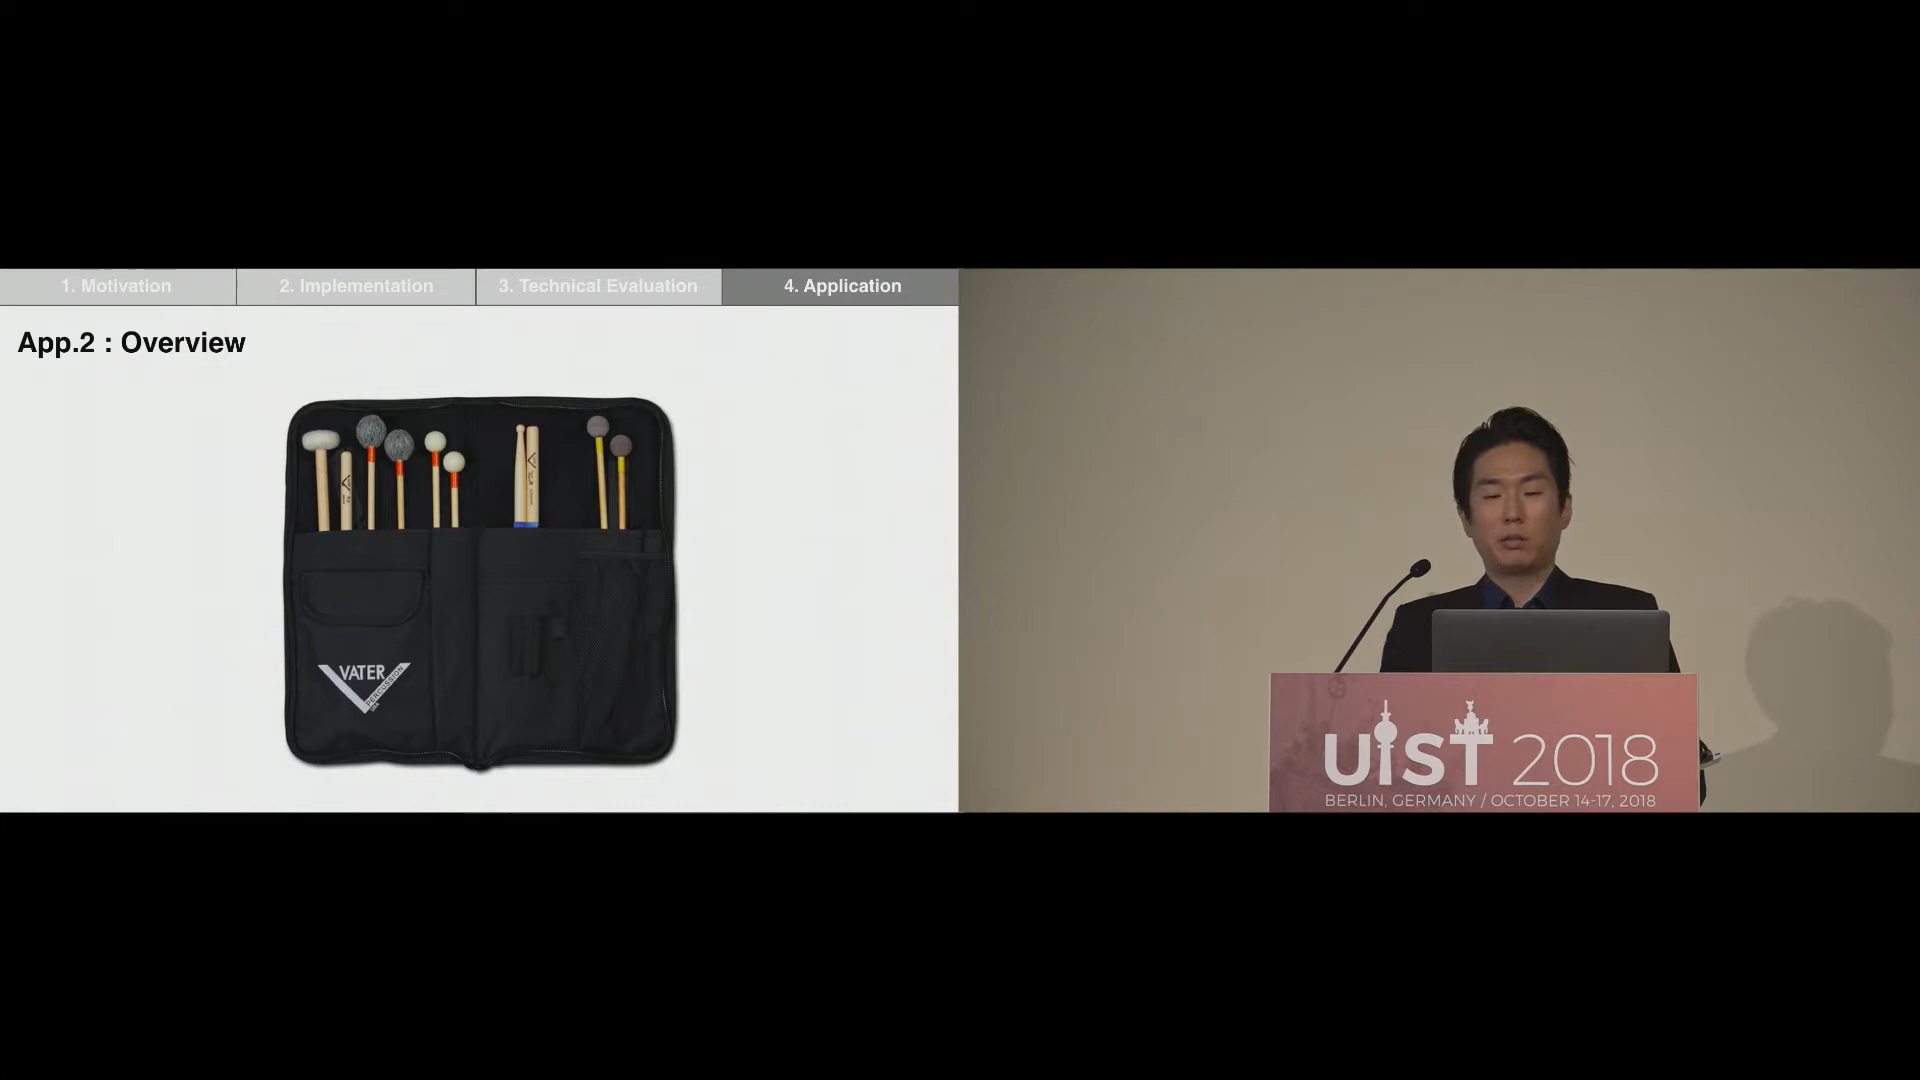 1. Motivation
2. Implementation
3. Technical Evaluation
4. Application
App.2 : Overview
VATER
PERCUSSION
USA
UIST 2018
BERLIN, GERMANY / OCTOBER 14-17, 2018